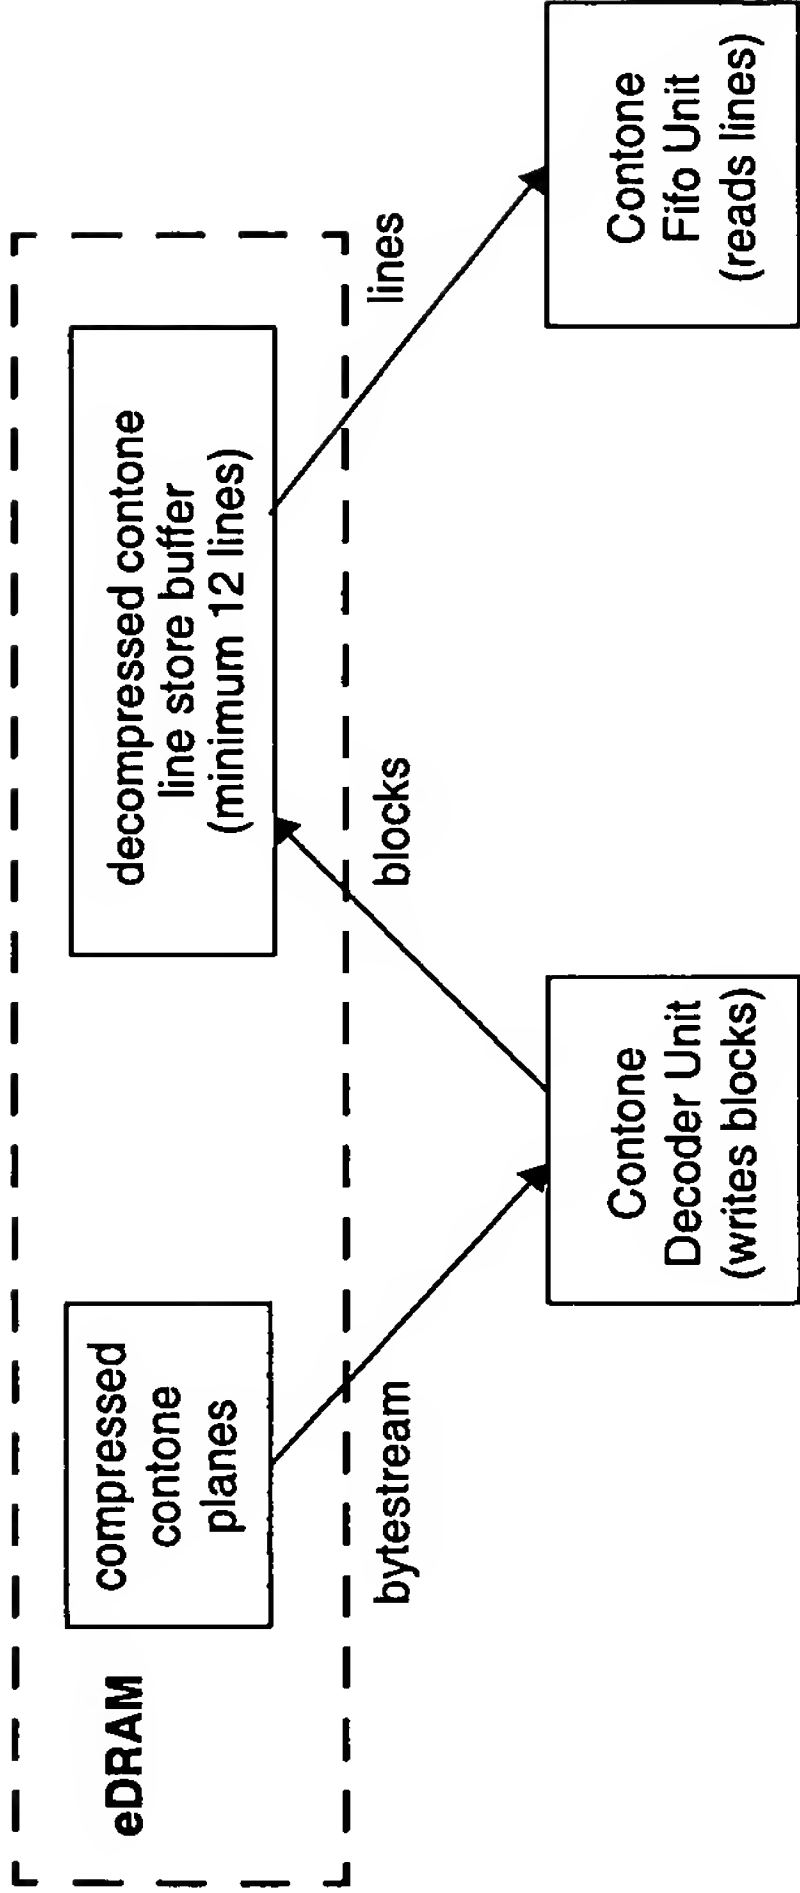 eDRAM
compressed
contone
planes
decompressed contone
line store buffer
(minimum 12 lines)
bytestream
blocks
lines
Contone
Decoder Unit
(writes blocks)
Contone
Fifo Unit
(reads lines)